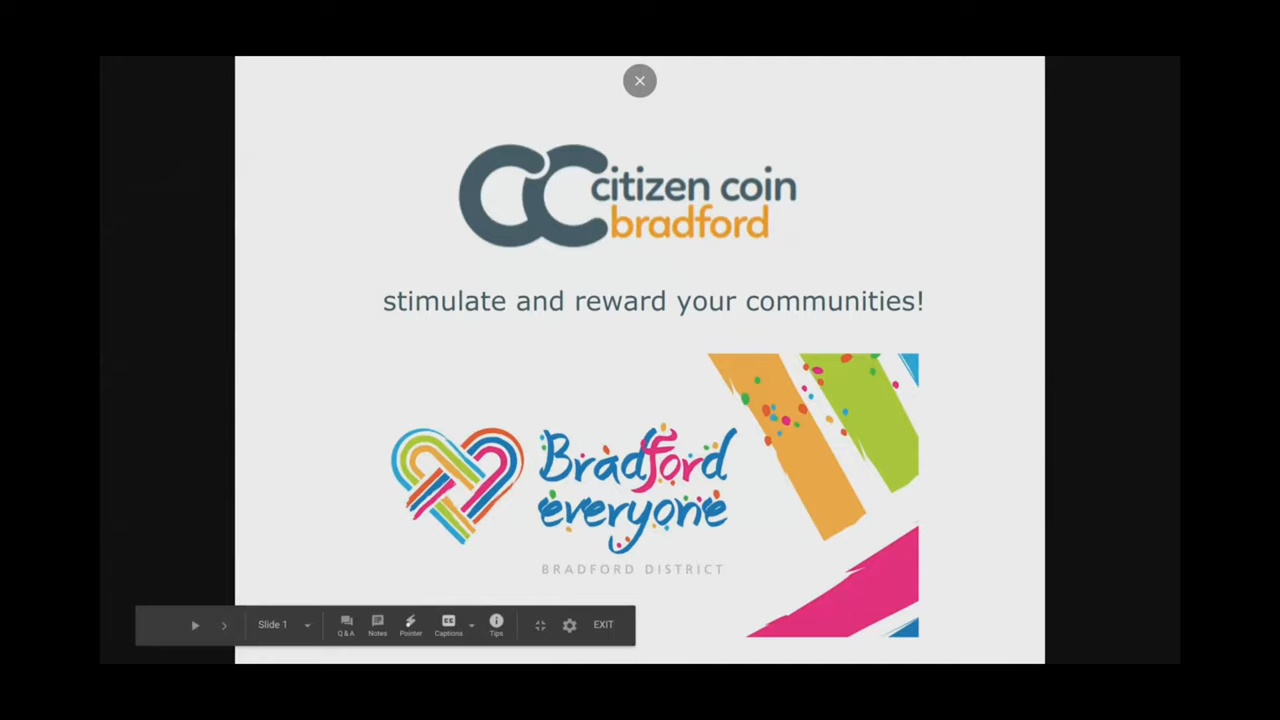 citizen coin
bradford
stimulate and reward your communities!
Bradford
everyone
BRADFORD DISTRICT
Slide 1
Q & A
Notes
Pointer
CC
Captions
Tips
EXIT